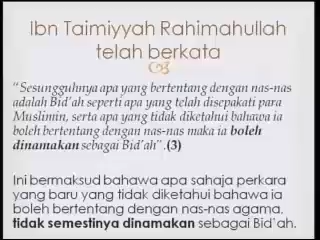 Ibn Taimiyyah Rahimahullah
telah berkata
"Sesungguhnya apa yang bertentang dengan nas-nas
adalah Bid'ah seperti apa yang telah disepakati para
Muslimin, serta apa yang tidak diketahui bahawa ia
boleh bertentang dengan nas-nas maka ia boleh
dinamakan sebagai Bid'ah".(3)
Ini bermaksud bahawa apa sahaja perkara
yang baru yang tidak diketahui bahawa ia
boleh bertentang dengan nas-nas agama,
tidak semestinya dinamakan sebagai Bid'ah.